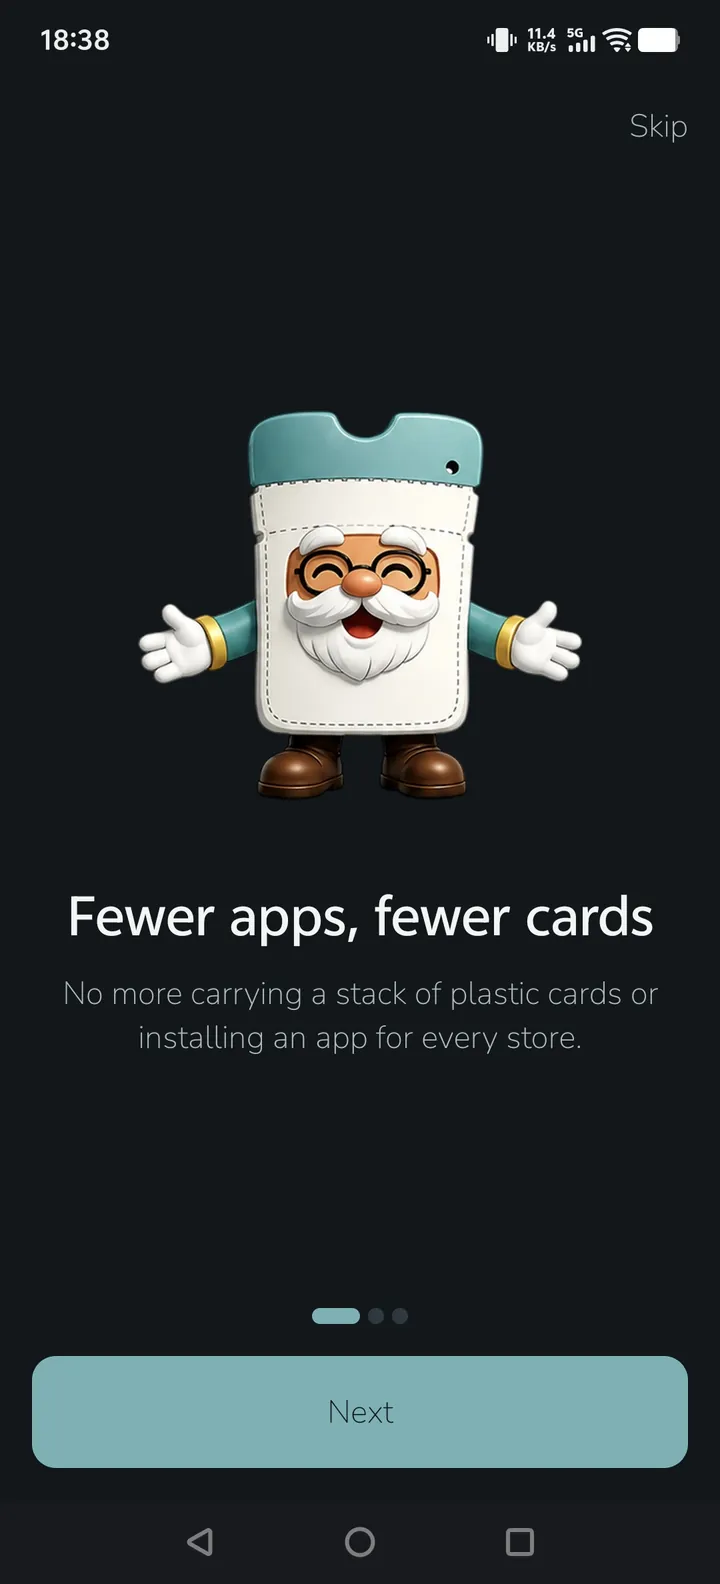 18:38
11.4
KB/s
5G
Skip
Fewer apps, fewer cards
No more carrying a stack of plastic cards or
installing an app for every store.
Next